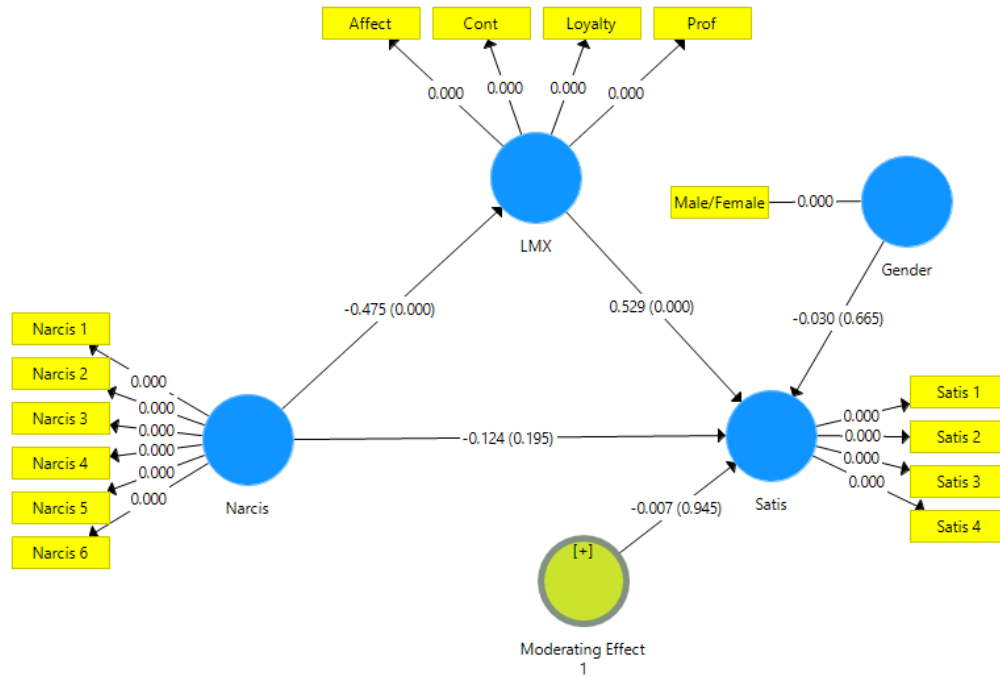 Affect
Cont
Loyalty
Prof
0.000
0.000
0.000
0.000
LMX
Male/Female
0.000
Gender
-0.475 (0.000)
0.529 (0.000)
-0.030 (0.665)
Narcis 1
Narcis 2
Narcis 3
Narcis 4
Narcis 5
Narcis 6
0.000
0.000
0.000
0.000
0.000
0.000
Narcis
-0.124 (0.195)
Satis
0.000
0.000
0.000
0.000
Satis 1
Satis 2
Satis 3
Satis 4
-0.007 (0.945)
[+]
Moderating Effect
1